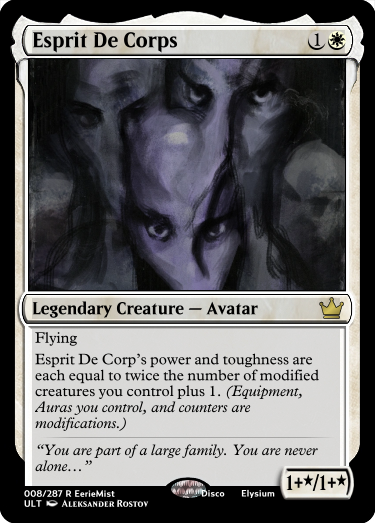 Esprit De Corps 1
Legendary Creature — Avatar
Flying
Esprit De Corp's power and toughness are
each equal to twice the number of modified
creatures you control plus 1. (Equipment,
Auras you control, and counters are
modifications.)
“You are part of a large family. You are never
alone…”
1+★/1+★
008/287 R EerieMist
ULT Aleksander Rostov
Disco Elysium